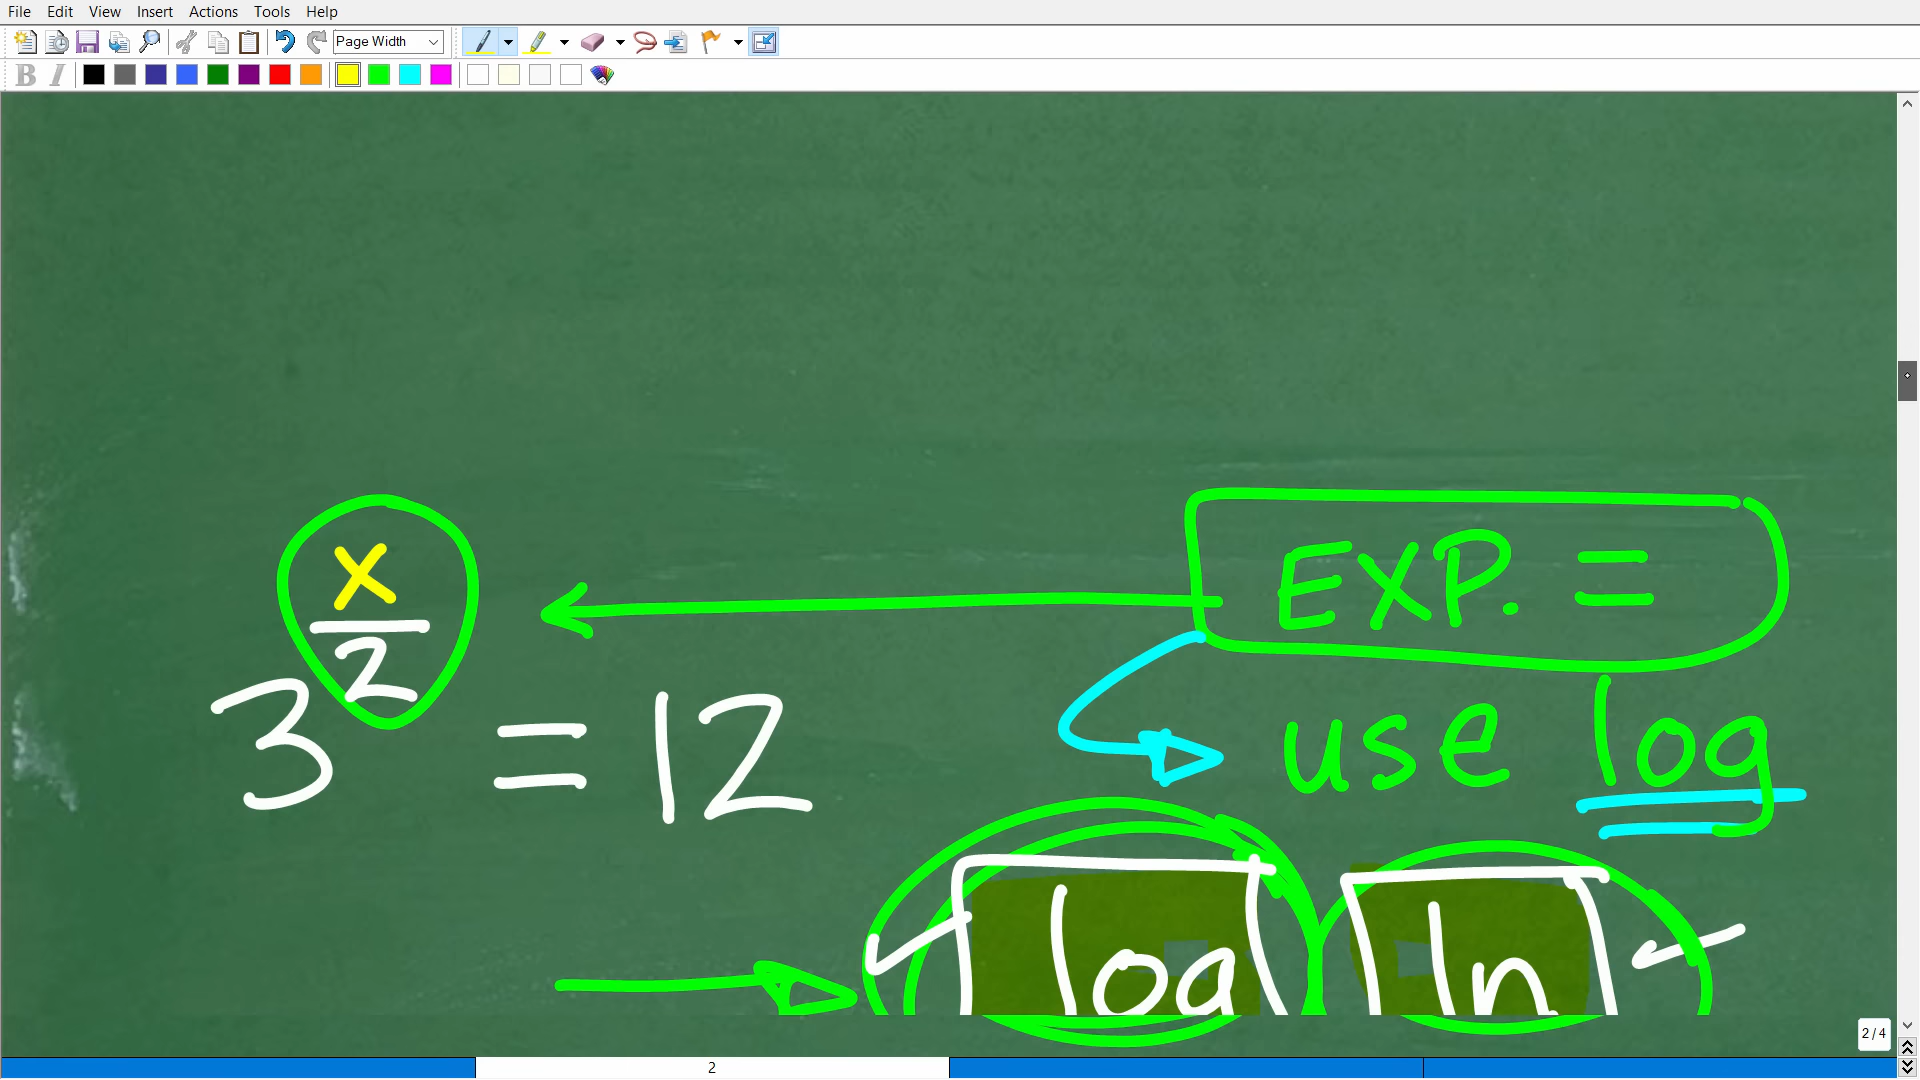 File Edit View Insert Actions Tools Help
Page Width
B I
x
2
3 = 12
EXP. =
use log
log ln
2 / 4
2